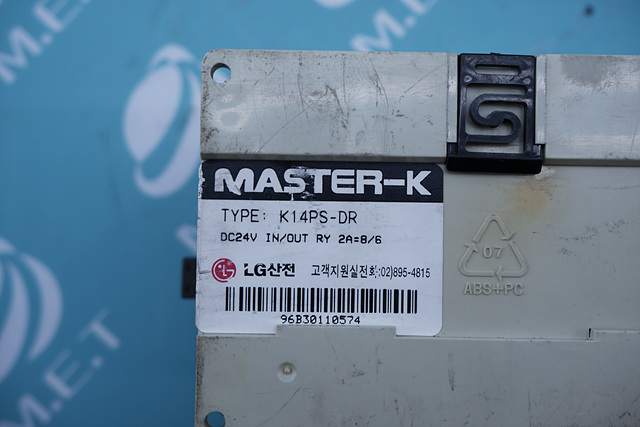 MASTER-K
TYPE: K14PS-DR
DC24V IN/OUT RY 2A=8/6
LG LG산전 고객지원실전화:02)895-4815
96B30110574
07
ABS+PC
M.E.T
M.E.T